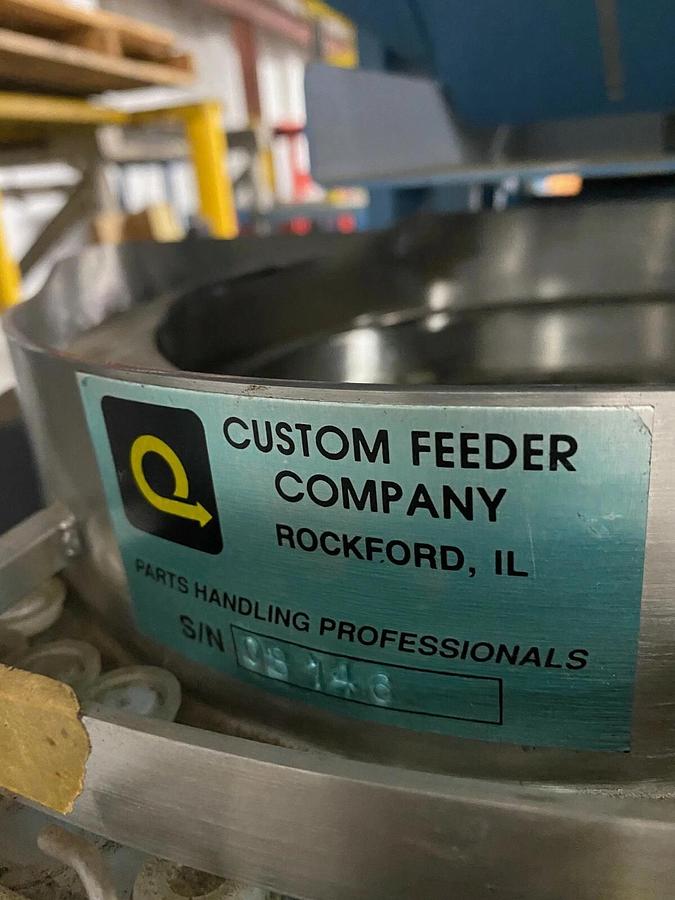 CUSTOM FEEDER
COMPANY
ROCKFORD, IL
PARTS HANDLING PROFESSIONALS
S/N